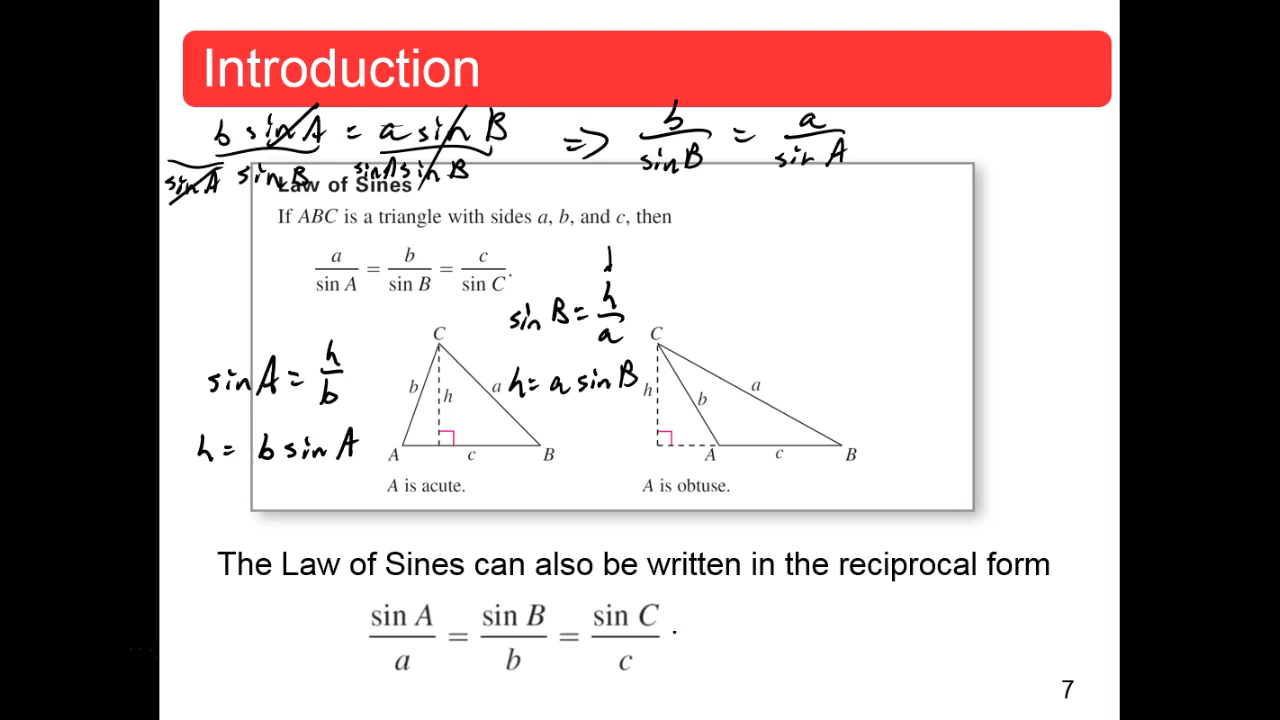 Introduction
b sin A = a sin B ⇒ b/sin B = a/sin A
sin A sin B sin A sin B
Law of Sines
If ABC is a triangle with sides a, b, and c, then
a/sin A = b/sin B = c/sin C.
sin B = h/a
sin A = h/b
h = a sin B
h = b sin A
C
b h a
A c B
A is acute.
C
h b a
A c B
A is obtuse.
The Law of Sines can also be written in the reciprocal form
sin A/a = sin B/b = sin C/c .
7